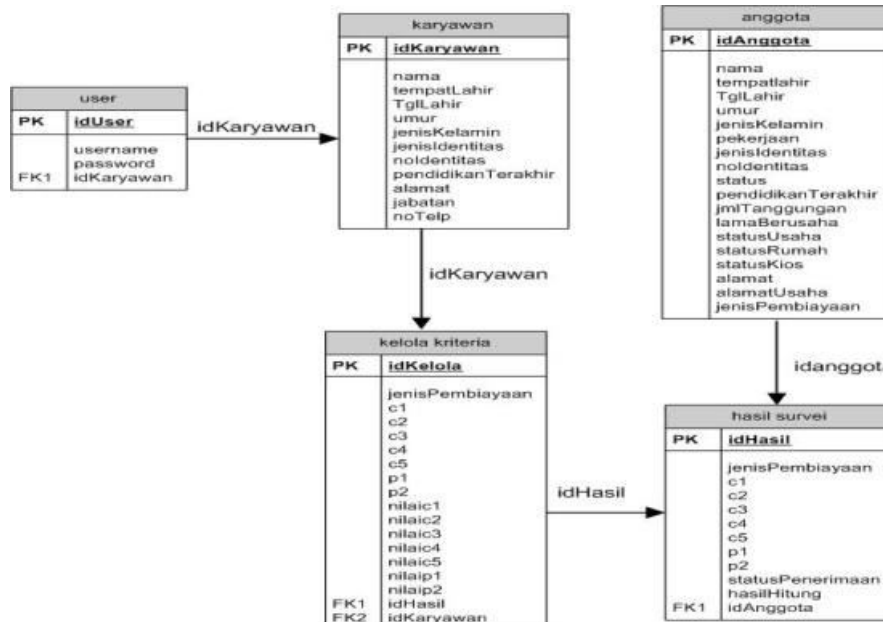 karyawan
PK idKaryawan
nama
tempatLahir
TglLahir
umur
jenisKelamin
jenisIdentitas
noIdentitas
pendidikanTerakhir
alamat
jabatan
noTelp
anggota
PK idAnggota
nama
tempatlahir
TglLahir
umur
jenisKelamin
pekerjaan
jenisIdentitas
noIdentitas
status
pendidikanTerakhir
jmlTanggungan
lamaBerusaha
statusUsaha
statusRumah
statusKios
alamat
alamatUsaha
jenisPembiayaan
user
PK idUser
username
password
FK1 idKaryawan
idKaryawan
idKaryawan
idanggota
kelola kriteria
PK idKelola
jenisPembiayaan
c1
c2
c3
c4
c5
p1
p2
nilaic1
nilaic2
nilaic3
nilaic4
nilaic5
nilaip1
nilaip2
FK1 idHasil
FK2 idKaryawan
idHasil
hasil survei
PK idHasil
jenisPembiayaan
c1
c2
c3
c4
c5
p1
p2
statusPenerimaan
hasilHitung
FK1 idAnggota